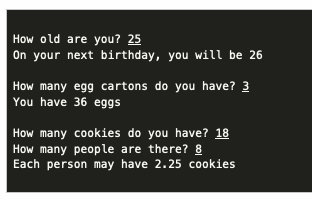 How old are you? 25
On your next birthday, you will be 26
How many egg cartons do you have? 3
You have 36 eggs
How many cookies do you have? 18
How many people are there? 8
Each person may have 2.25 cookies